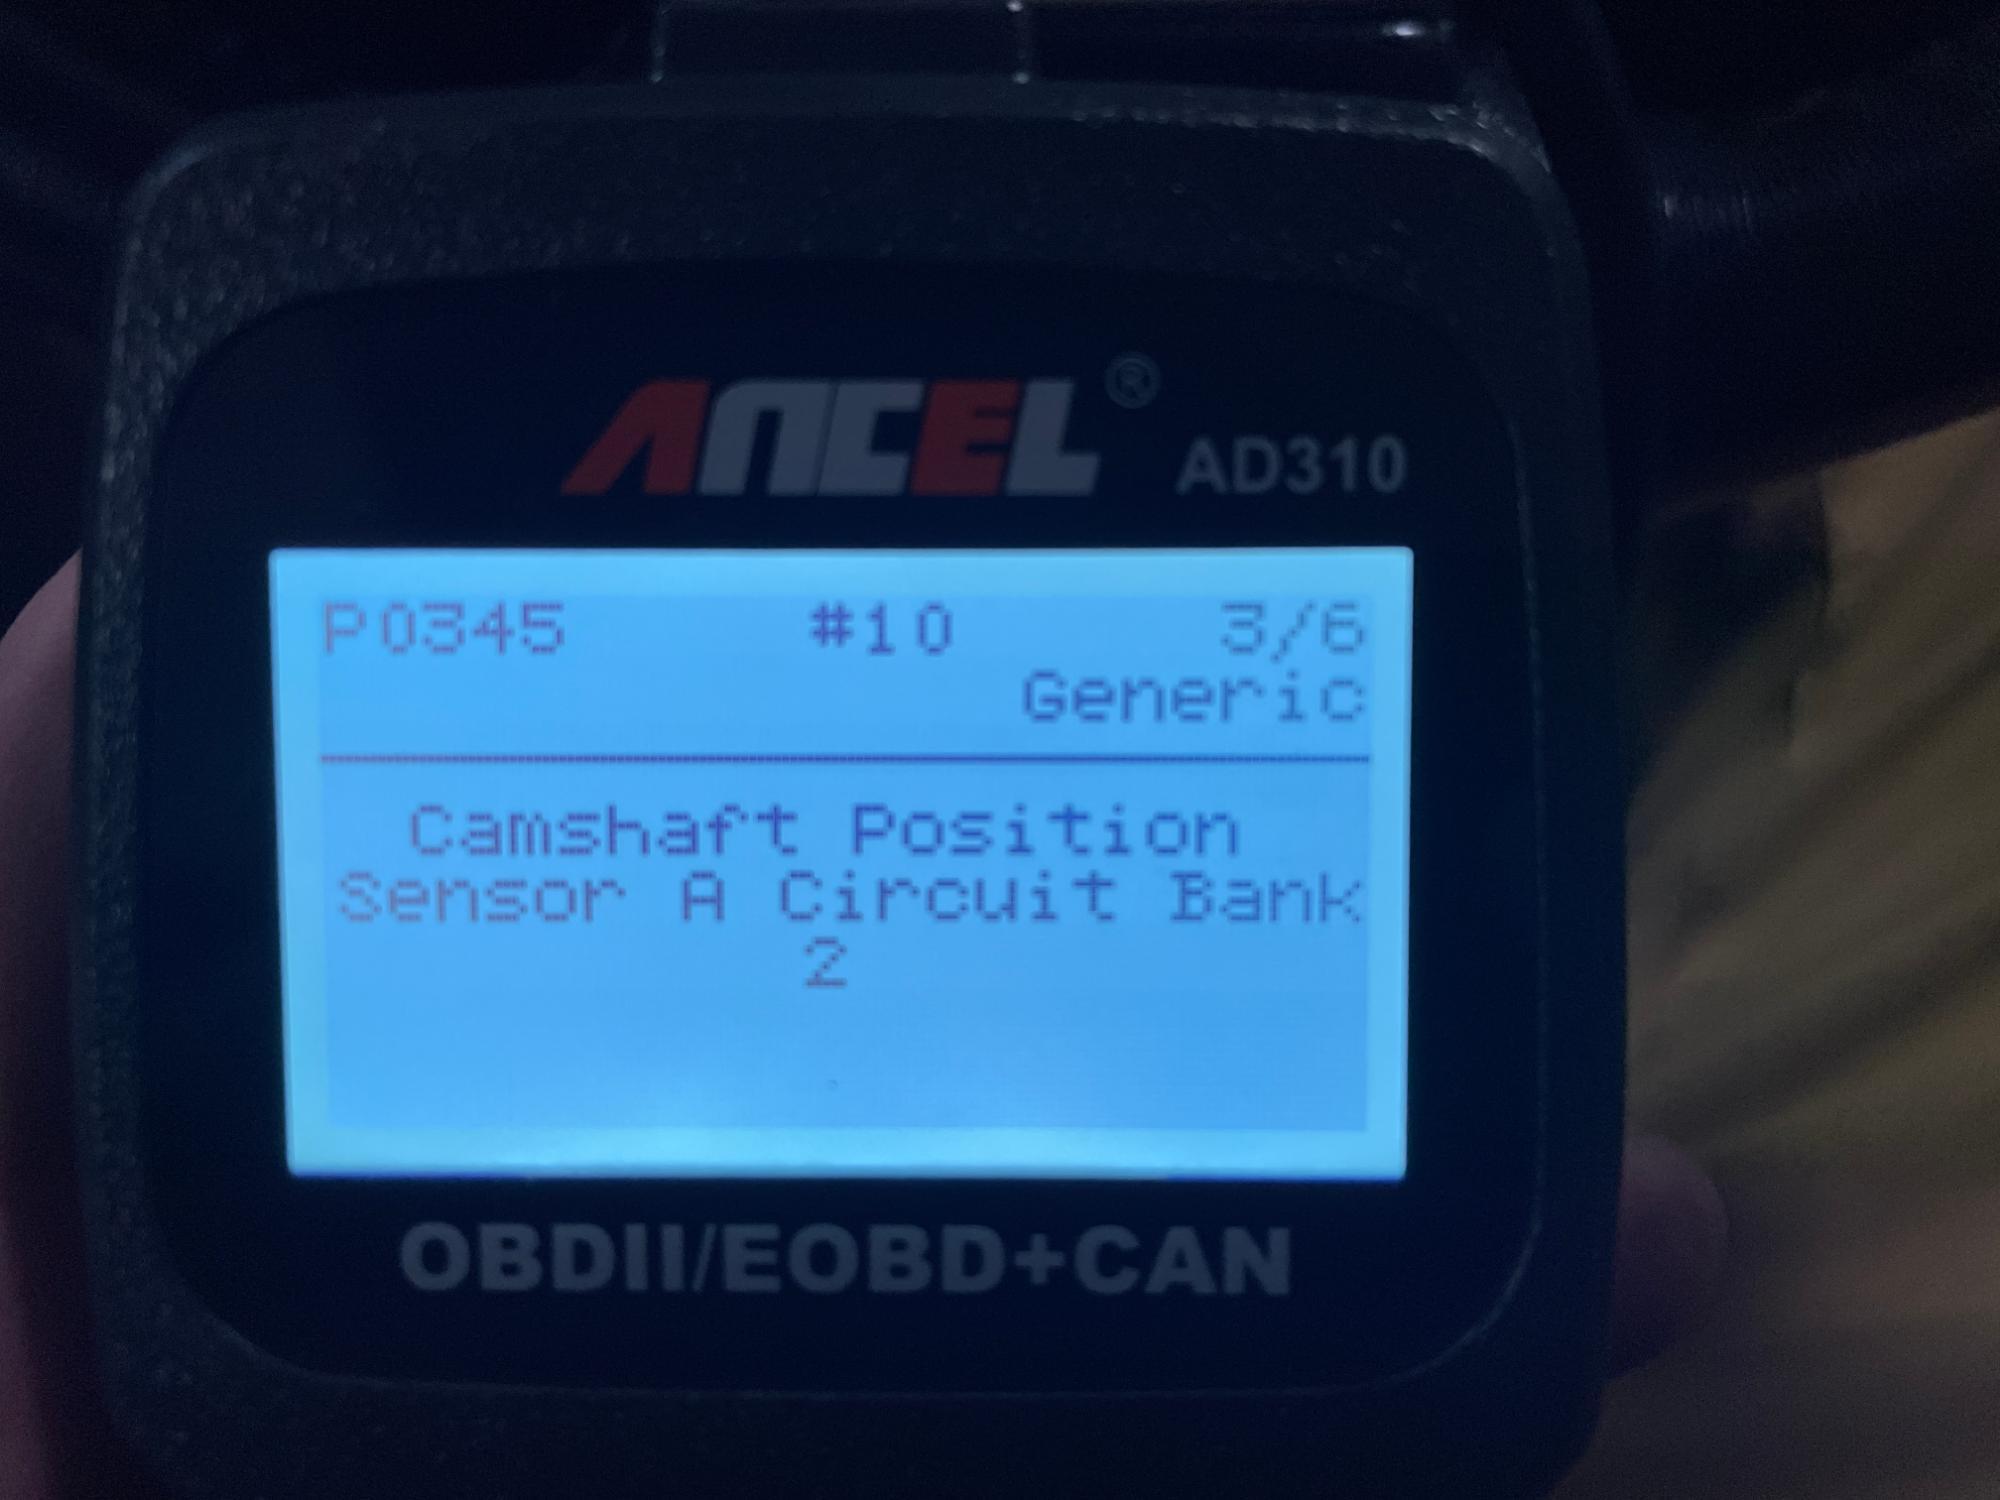 ANCEL® AD310
P0345 #10 3/6
Generic
Camshaft Position
Sensor A Circuit Bank
2
OBDII/EOBD+CAN